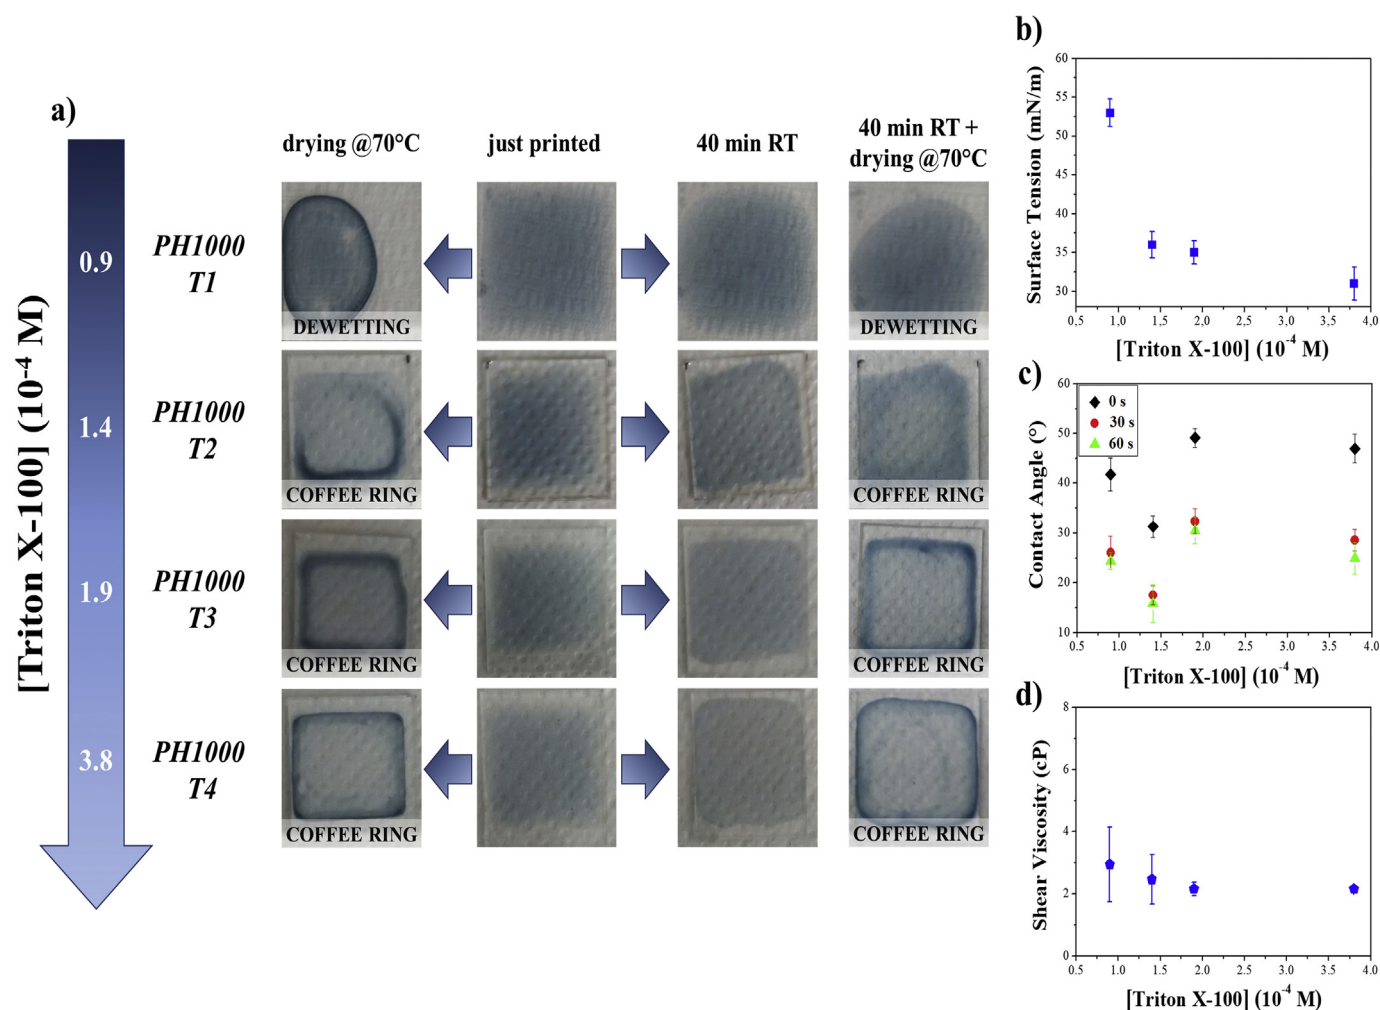 a)
drying @70°C
just printed
40 min RT
40 min RT +
drying @70°C
[Triton X-100] (10-4 M)
0.9
PH1000
T1
DEWETTING
DEWETTING
1.4
PH1000
T2
COFFEE RING
COFFEE RING
1.9
PH1000
T3
COFFEE RING
COFFEE RING
3.8
PH1000
T4
COFFEE RING
COFFEE RING
b)
Surface Tension (mN/m)
60
55
50
45
40
35
30
0.5
1.0
1.5
2.0
2.5
3.0
3.5
4.0
[Triton X-100] (10-4 M)
c)
Contact Angle (°)
60
50
40
30
20
10
0 s
30 s
60 s
0.5
1.0
1.5
2.0
2.5
3.0
3.5
4.0
[Triton X-100] (10-4 M)
d)
Shear Viscosity (cP)
8
6
4
2
0
0.5
1.0
1.5
2.0
2.5
3.0
3.5
4.0
[Triton X-100] (10-4 M)